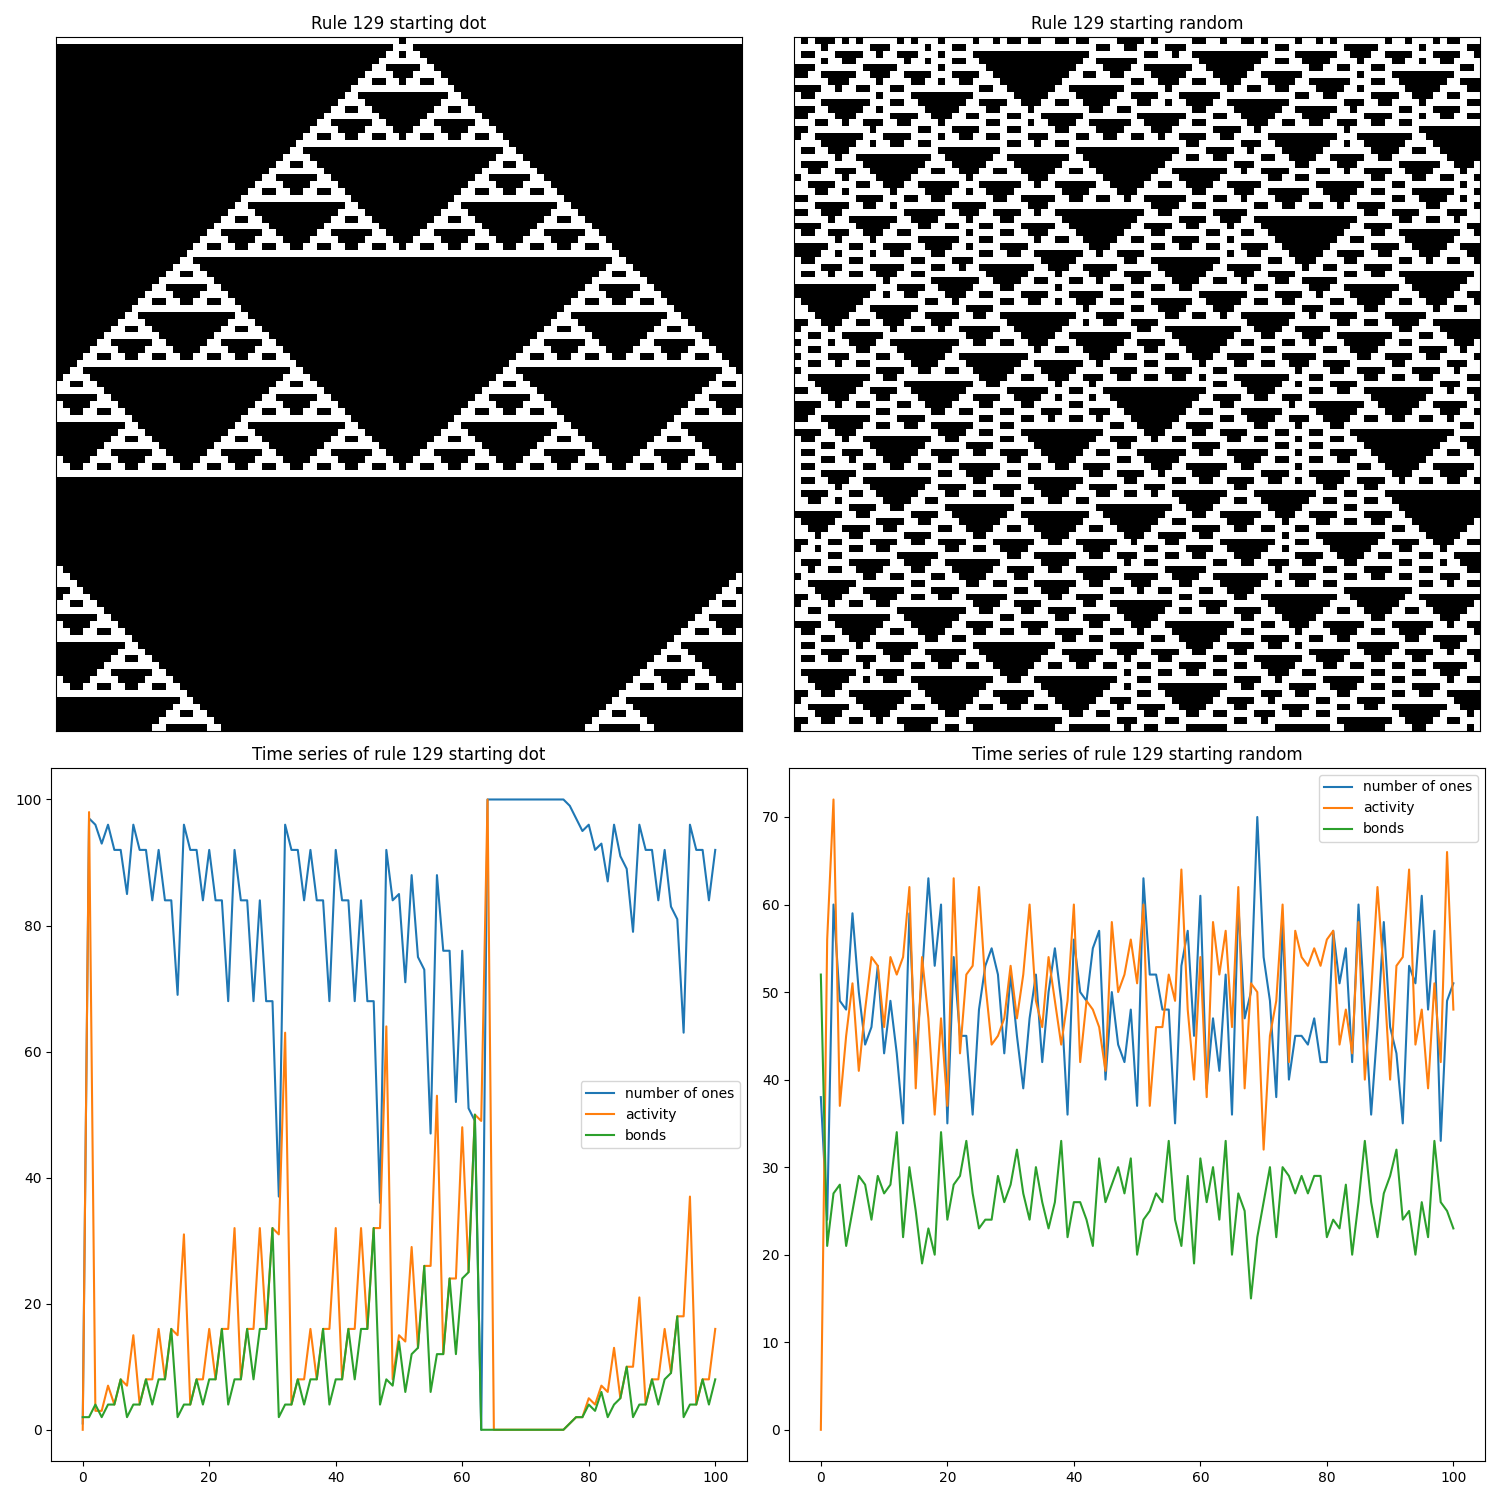 Rule 129 starting dot
Rule 129 starting random
Time series of rule 129 starting dot
100
80
60
40
20
0
number of ones
activity
bonds
0
20
40
60
80
100
Time series of rule 129 starting random
number of ones
activity
bonds
70
60
50
40
30
20
10
0
0
20
40
60
80
100